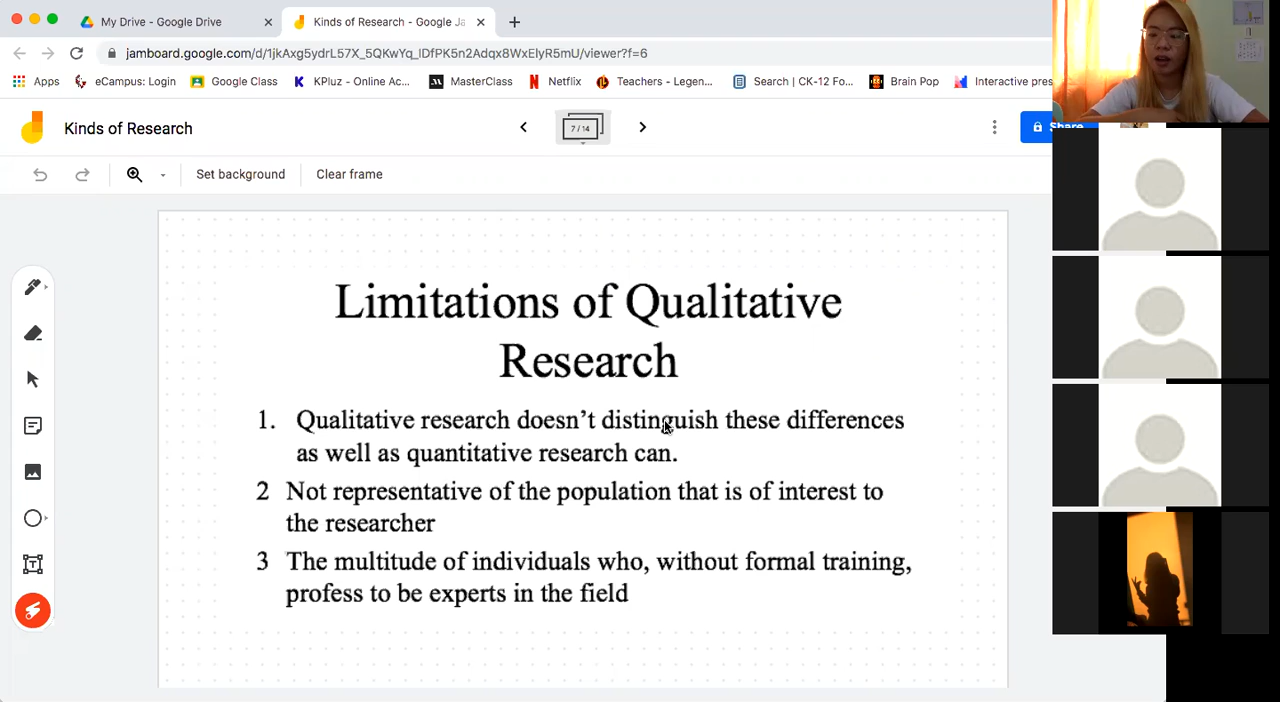 My Drive - Google Drive
Kinds of Research - Google Ja
jamboard.google.com/d/1jkAxg5ydrL57X_5QKwYq_lDfPK5n2Adqx8WxElyR5mU/viewer?f=6
Apps eCampus: Login Google Class KPluz - Online Ac... MasterClass Netflix Teachers - Legen... Search | CK-12 Fo... Brain Pop Interactive pres
Kinds of Research
7 / 14
Share
Set background
Clear frame
Limitations of Qualitative
Research
1. Qualitative research doesn’t distinguish these differences
as well as quantitative research can.
2 Not representative of the population that is of interest to
the researcher
3 The multitude of individuals who, without formal training,
profess to be experts in the field